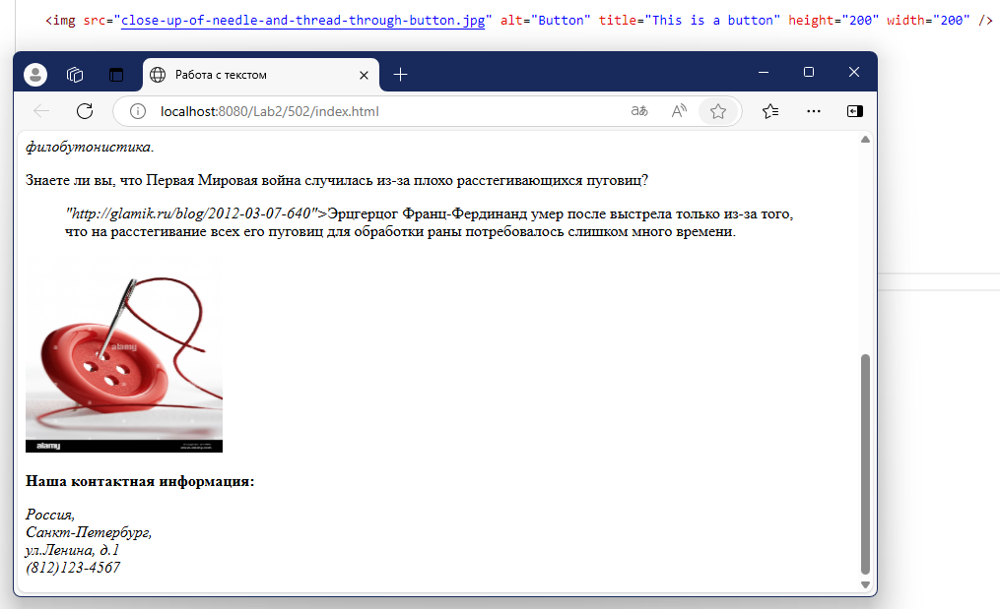 <img src="close-up-of-needle-and-thread-through-button.jpg" alt="Button" title="This is a button" height="200" width="200" />
Работа с текстом
localhost:8080/Lab2/502/index.html
филобутонистика.
Знаете ли вы, что Первая Мировая война случилась из-за плохо расстегивающихся пуговиц?
"http://glamik.ru/blog/2012-03-07-640">Эрцгерцог Франц-Фердинанд умер после выстрела только из-за того,
что на расстегивание всех его пуговиц для обработки раны потребовалось слишком много времени.
alamy
alamy
Наша контактная информация:
Россия,
Санкт-Петербург,
ул.Ленина, д.1
(812)123-4567